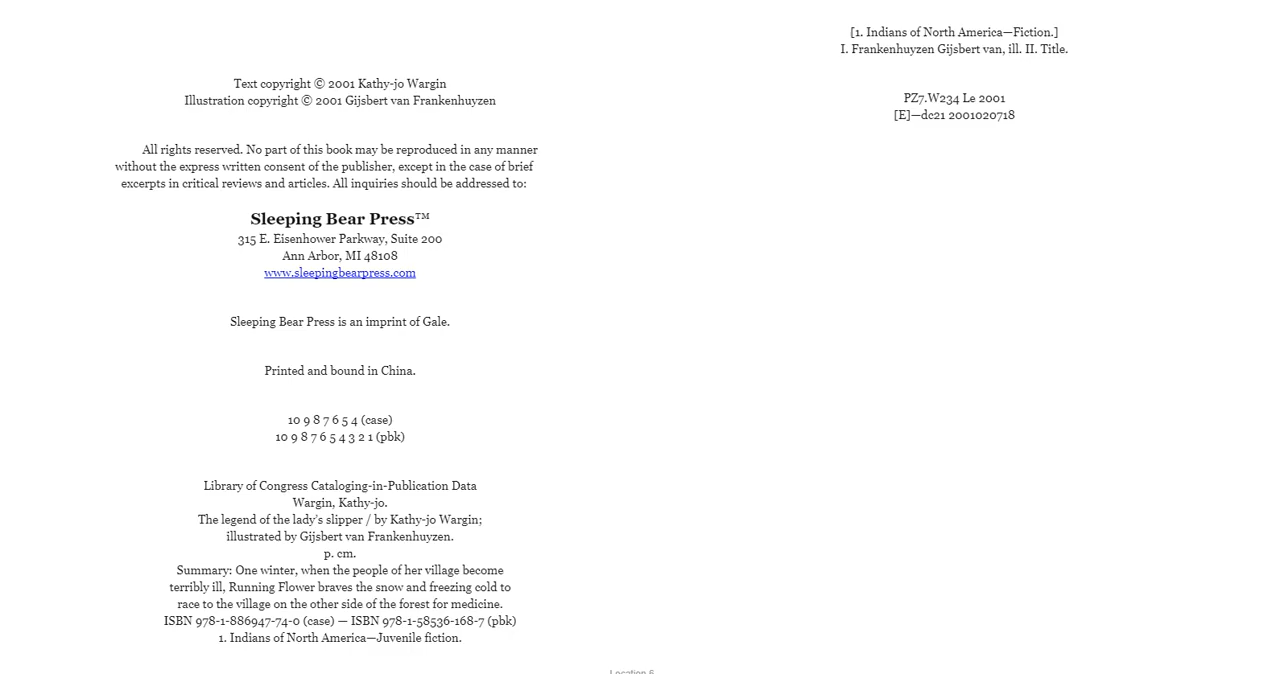 Text copyright © 2001 Kathy-jo Wargin
Illustration copyright © 2001 Gijsbert van Frankenhuyzen
All rights reserved. No part of this book may be reproduced in any manner
without the express written consent of the publisher, except in the case of brief
excerpts in critical reviews and articles. All inquiries should be addressed to:
Sleeping Bear Press™
315 E. Eisenhower Parkway, Suite 200
Ann Arbor, MI 48108
www.sleepingbearpress.com
Sleeping Bear Press is an imprint of Gale.
Printed and bound in China.
10 9 8 7 6 5 4 (case)
10 9 8 7 6 5 4 3 2 1 (pbk)
Library of Congress Cataloging-in-Publication Data
Wargin, Kathy-jo.
The legend of the lady's slipper / by Kathy-jo Wargin;
illustrated by Gijsbert van Frankenhuyzen.
p. cm.
Summary: One winter, when the people of her village become
terribly ill, Running Flower braves the snow and freezing cold to
race to the village on the other side of the forest for medicine.
ISBN 978-1-886947-74-0 (case) — ISBN 978-1-58536-168-7 (pbk)
1. Indians of North America—Juvenile fiction.
[1. Indians of North America—Fiction.]
I. Frankenhuyzen Gijsbert van, ill. II. Title.
PZ7.W234 Le 2001
[E]—dc21 2001020718
Location 6